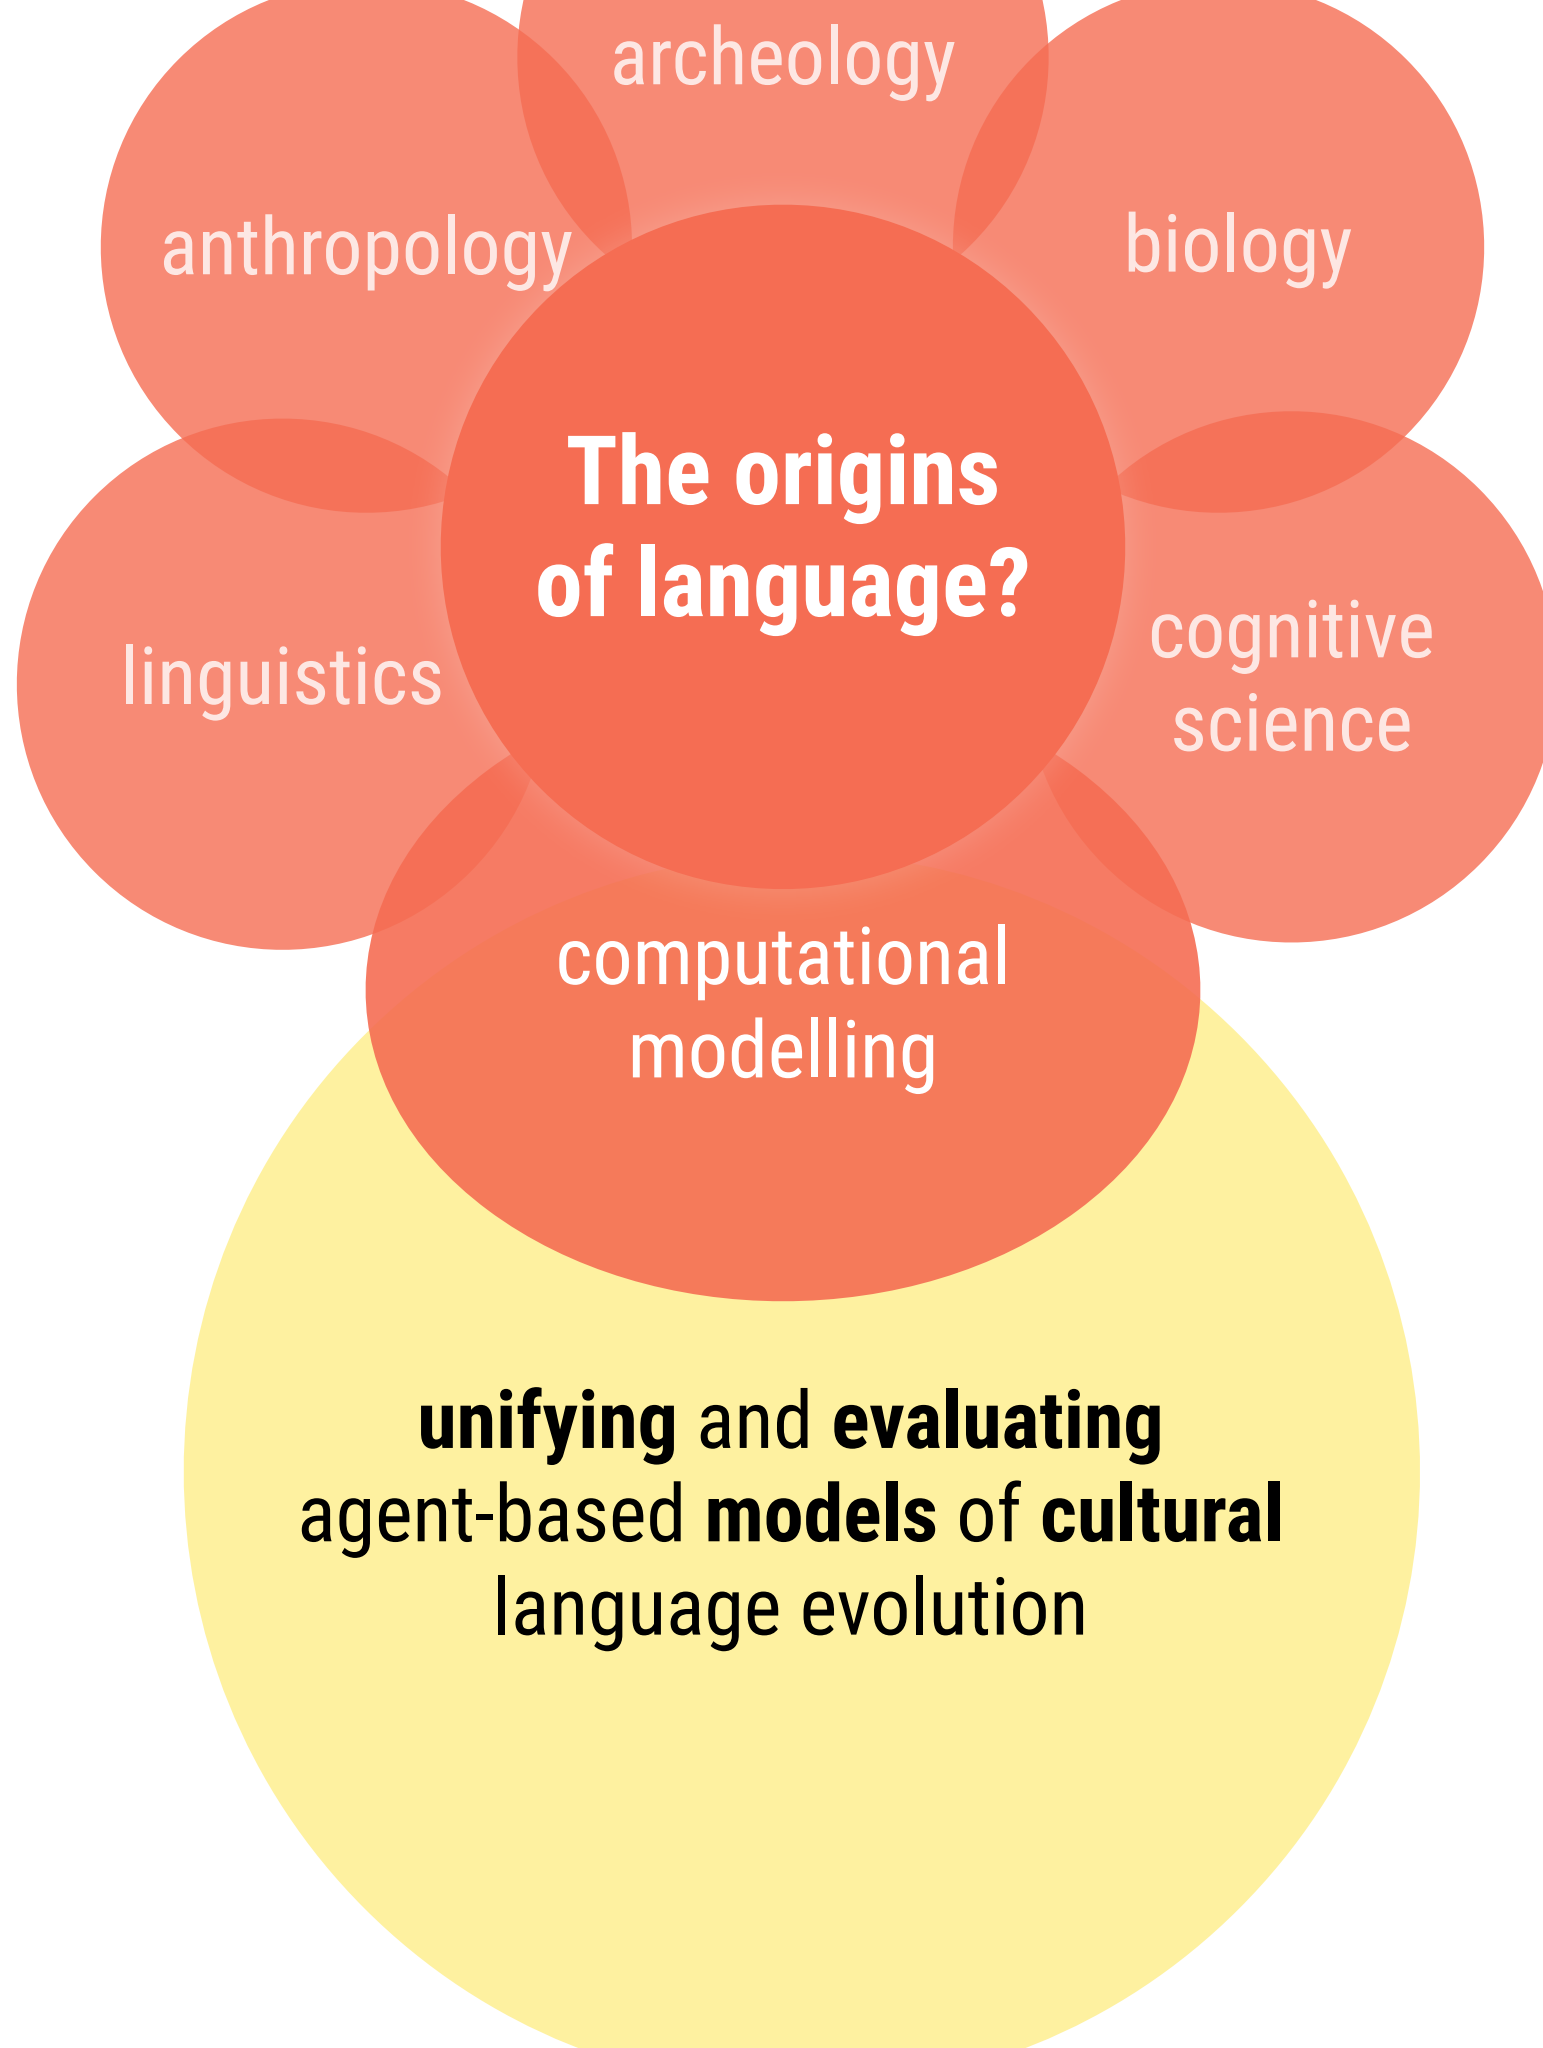 archeology
anthropology
biology
The origins
of language?
linguistics
cognitive
science
computational
modelling
unifying and evaluating
agent-based models of cultural
language evolution